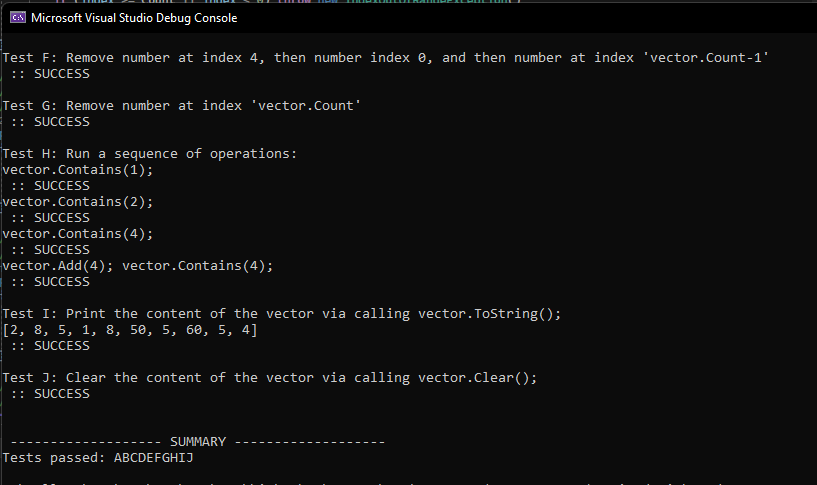 Microsoft Visual Studio Debug Console
Test F: Remove number at index 4, then number index 0, and then number at index 'vector.Count-1'
:: SUCCESS
Test G: Remove number at index 'vector.Count'
:: SUCCESS
Test H: Run a sequence of operations:
vector.Contains(1);
:: SUCCESS
vector.Contains(2);
:: SUCCESS
vector.Contains(4);
:: SUCCESS
vector.Add(4); vector.Contains(4);
:: SUCCESS
Test I: Print the content of the vector via calling vector.ToString();
[2, 8, 5, 1, 8, 50, 5, 60, 5, 4]
:: SUCCESS
Test J: Clear the content of the vector via calling vector.Clear();
:: SUCCESS
------------------- SUMMARY -------------------
Tests passed: ABCDEFGHIJ